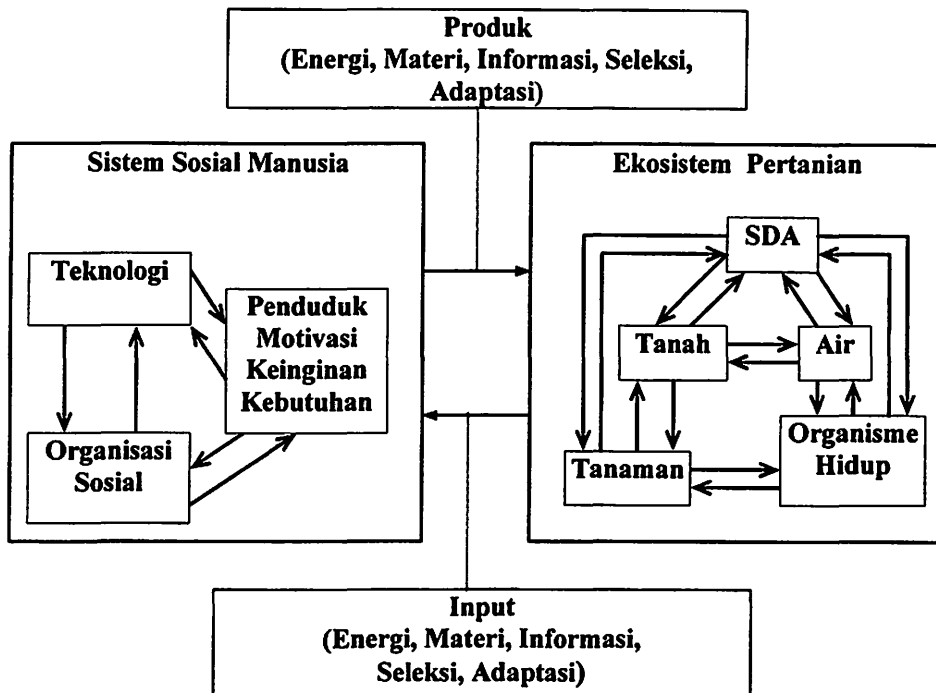 Produk
(Energi, Materi, Informasi, Seleksi,
Adaptasi)
Sistem Sosial Manusia
Teknologi
Penduduk
Motivasi
Keinginan
Kebutuhan
Organisasi
Sosial
Ekosistem Pertanian
SDA
Tanah
Air
Tanaman
Organisme
Hidup
Input
(Energi, Materi, Informasi,
Seleksi, Adaptasi)